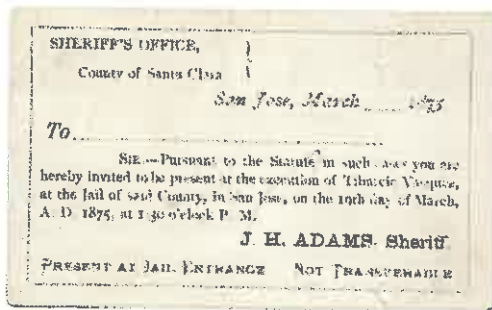 SHERIFF'S OFFICE,
County of Santa Clara
San Jose, March ...... 1875
To
SIR.—Pursuant to the Statute in such cases you are
hereby invited to be present at the execution of Tiburcio Vasquez,
at the Jail of said County, in San Jose, on the 19th day of March,
A. D. 1875, at 1:30 o'clock P. M.
J. H. ADAMS. Sheriff.
PRESENT AT JAIL ENTRANCE NOT TRANSFERABLE